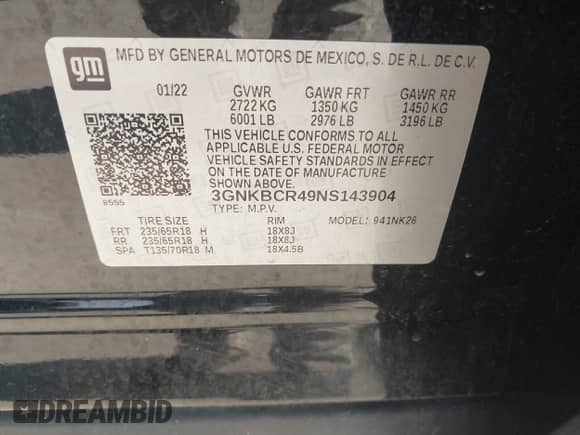 gm
MFD BY GENERAL MOTORS DE MEXICO, S. DE R.L. DE C.V.
01/22 GVWR GAWR FRT GAWR RR
2722 KG 1350 KG 1450 KG
6001 LB 2976 LB 3196 LB
THIS VEHICLE CONFORMS TO ALL
APPLICABLE U.S. FEDERAL MOTOR
VEHICLE SAFETY STANDARDS IN EFFECT
ON THE DATE OF MANUFACTURE SHOWN ABOVE.
8555 3GNKBCR49NS143904
TYPE: M.P.V. MODEL: 941NK26
TIRE SIZE RIM
FRT 235/65R18 H 18X8J
RR 235/65R18 H 18X8J
SPA T135/70R18 M 18X4.5B
DREAMBID